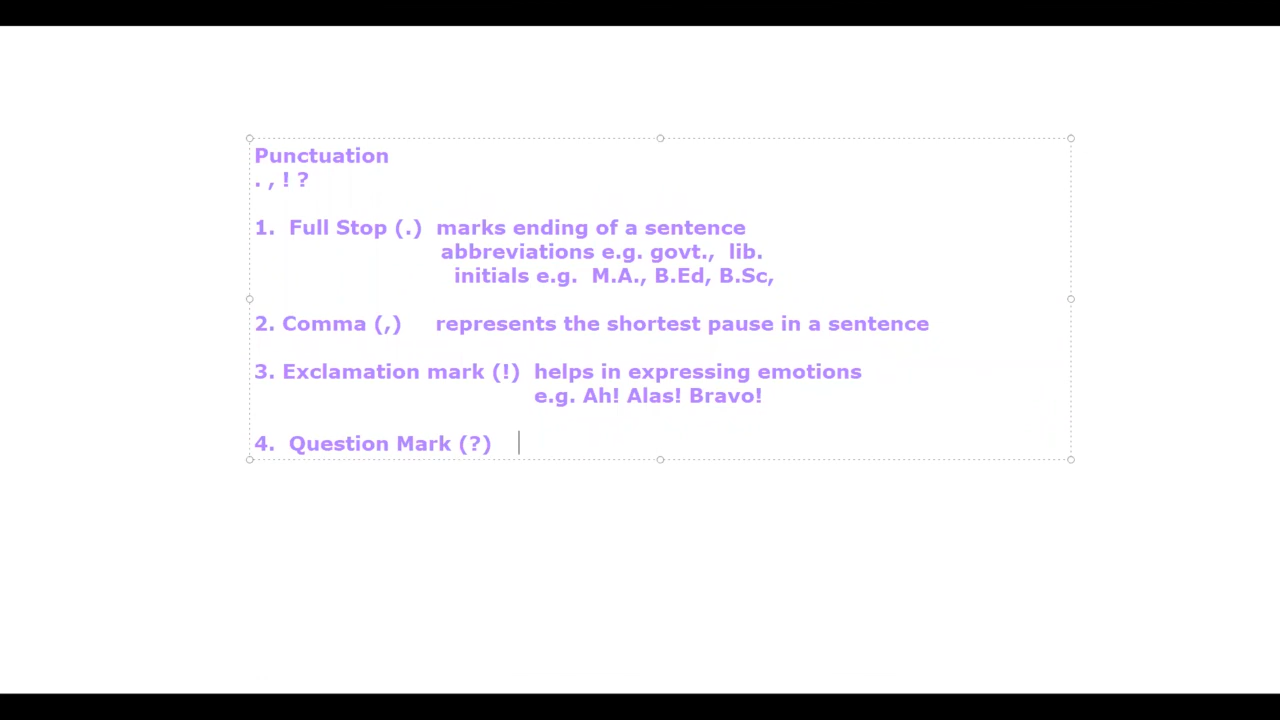 Punctuation
. , ! ?
1. Full Stop (.) marks ending of a sentence
abbreviations e.g. govt., lib.
initials e.g. M.A., B.Ed, B.Sc,
2. Comma (,) represents the shortest pause in a sentence
3. Exclamation mark (!) helps in expressing emotions
e.g. Ah! Alas! Bravo!
4. Question Mark (?)